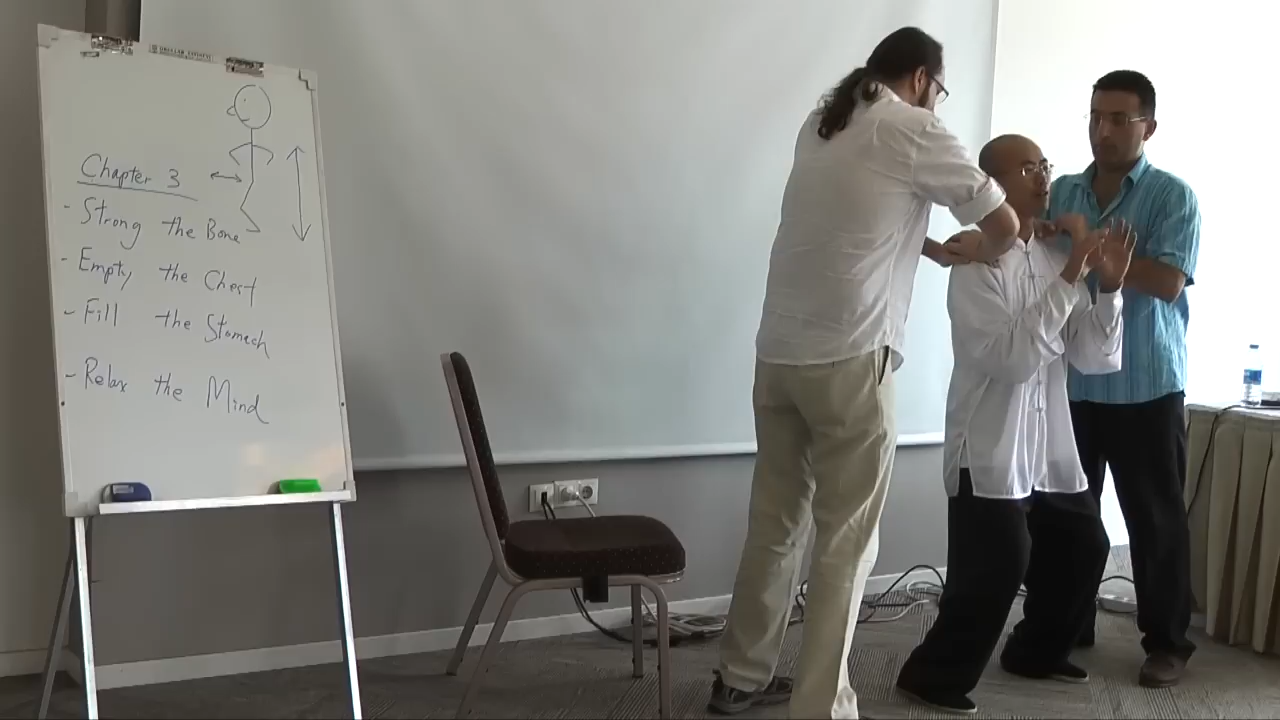 Chapter 3
- Strong the Bone
- Empty the Chest
- Fill the Stomach
- Relax the Mind